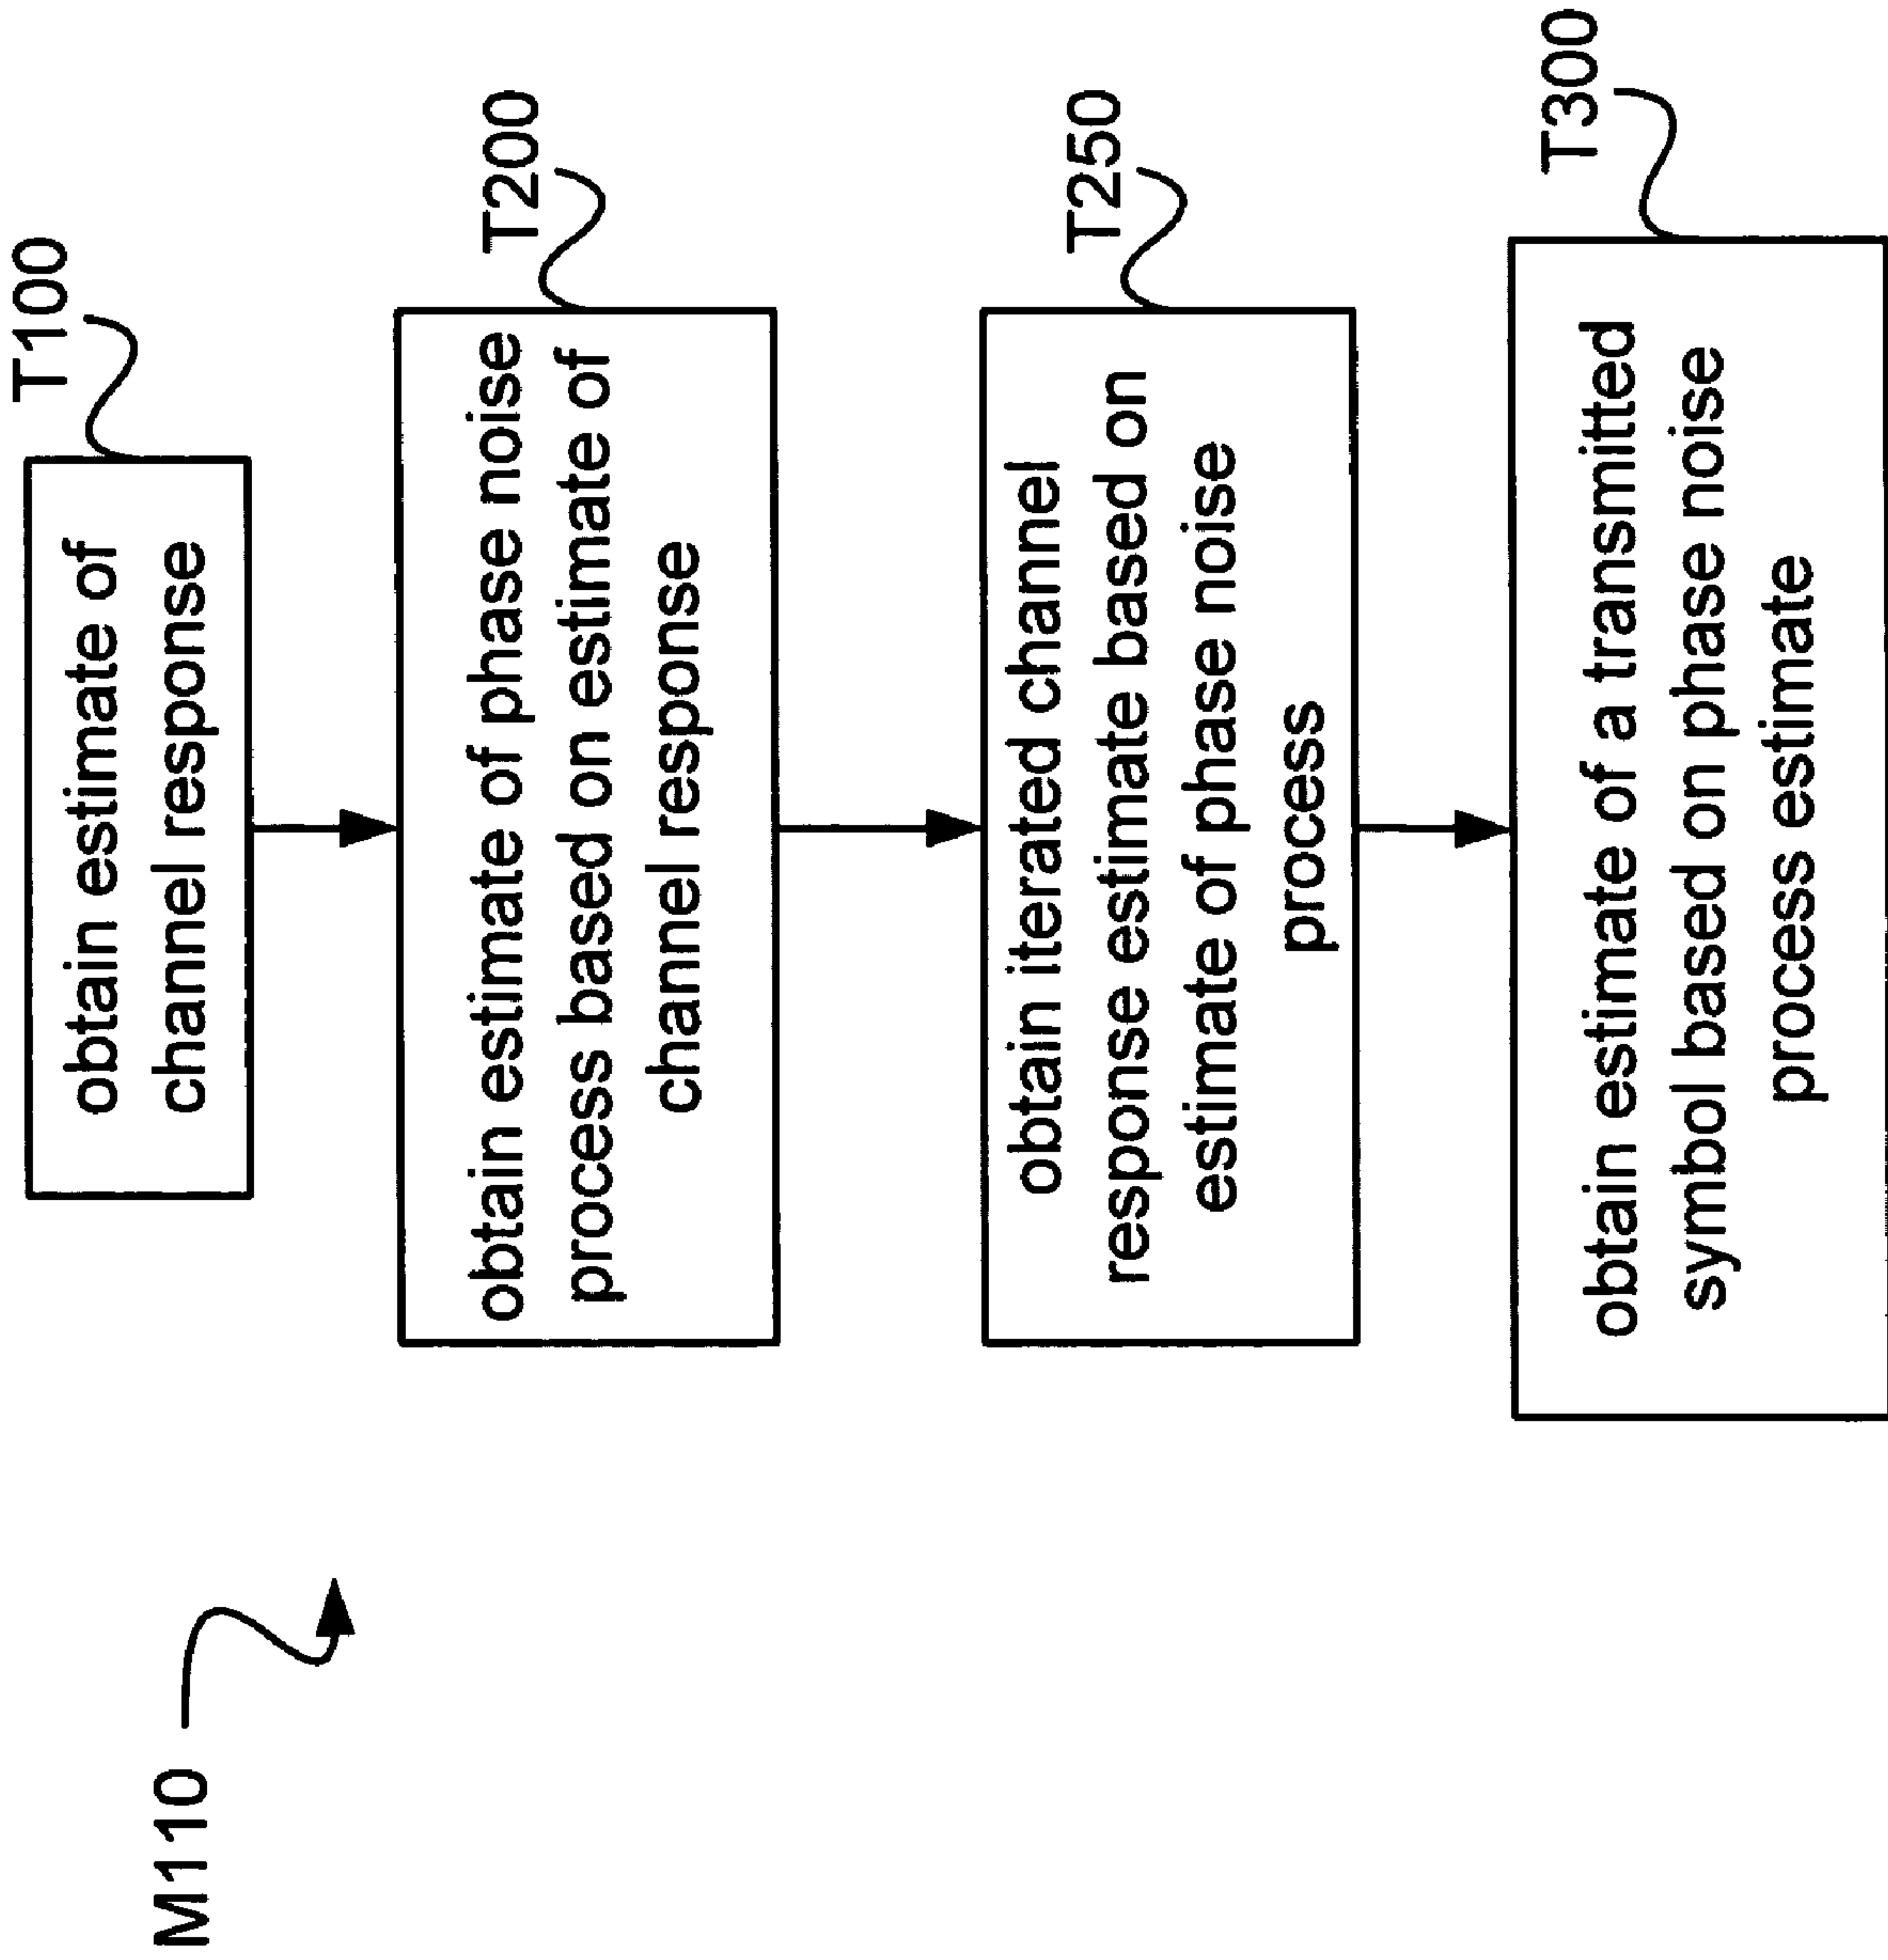 M110
T100
obtain estimate of
channel response
T200
obtain estimate of phase noise
process based on estimate of
channel response
T250
obtain iterated channel
response estimate based on
estimate of phase noise
process
T300
obtain estimate of a transmitted
symbol based on phase noise
process estimate